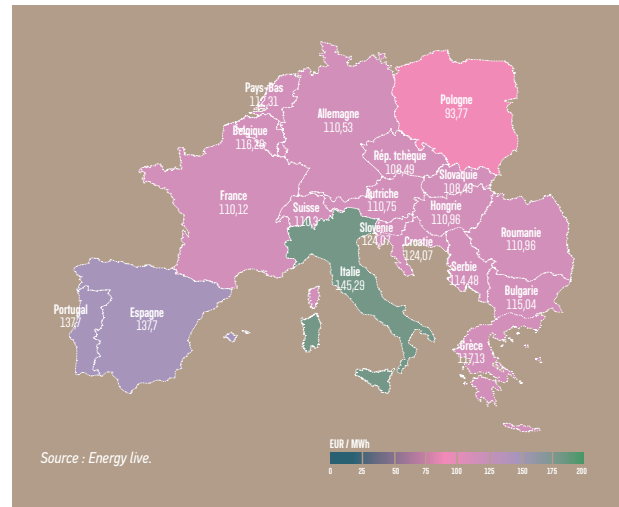 Pays-Bas
112,31
Allemagne
110,53
Pologne
93,77
Belgique
116,28
Rép. tchèque
108,49
Slovaquie
108,49
France
110,12
Suisse
110,3
Autriche
110,75
Hongrie
110,96
Slovénie
124,07
Croatie
124,07
Roumanie
110,96
Serbie
114,48
Italie
145,29
Bulgarie
115,04
Portugal
137,7
Espagne
137,7
Grèce
117,13
Source : Energy live.
EUR / MWh
0 25 50 75 100 125 150 175 200